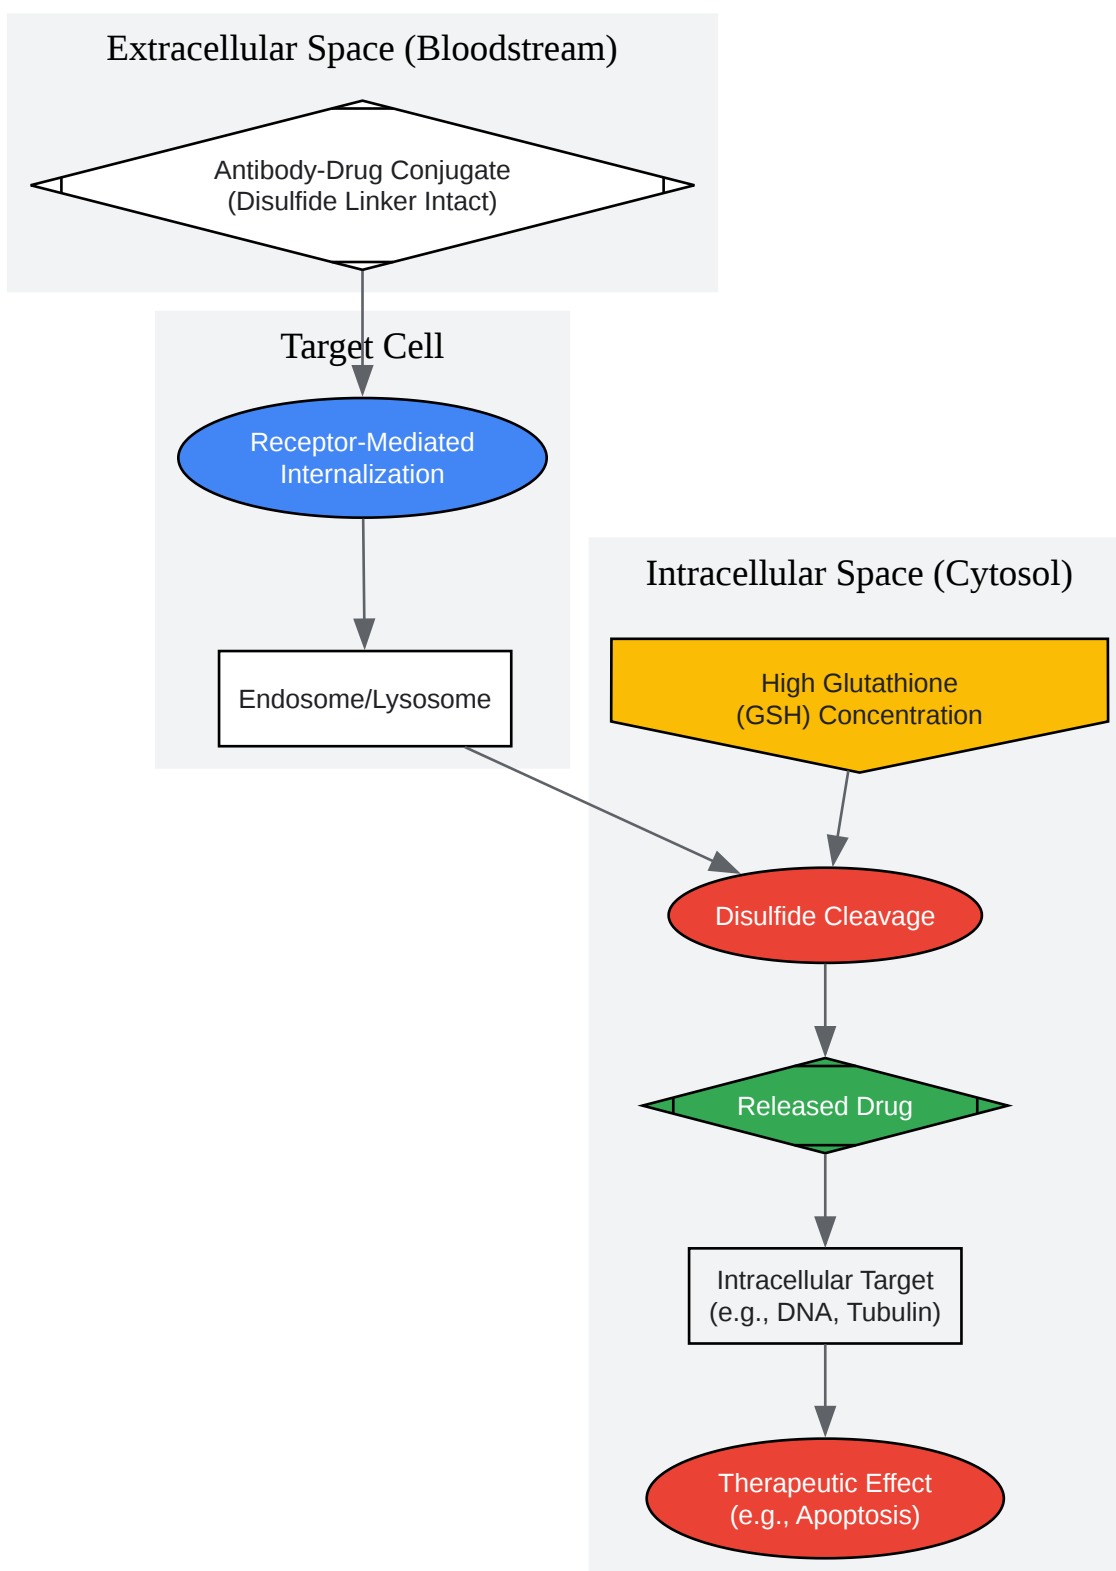 Extracellular Space (Bloodstream)
Antibody-Drug Conjugate
(Disulfide Linker Intact)
Target Cell
Receptor-Mediated
Internalization
Endosome/Lysosome
Intracellular Space (Cytosol)
High Glutathione
(GSH) Concentration
Disulfide Cleavage
Released Drug
Intracellular Target
(e.g., DNA, Tubulin)
Therapeutic Effect
(e.g., Apoptosis)